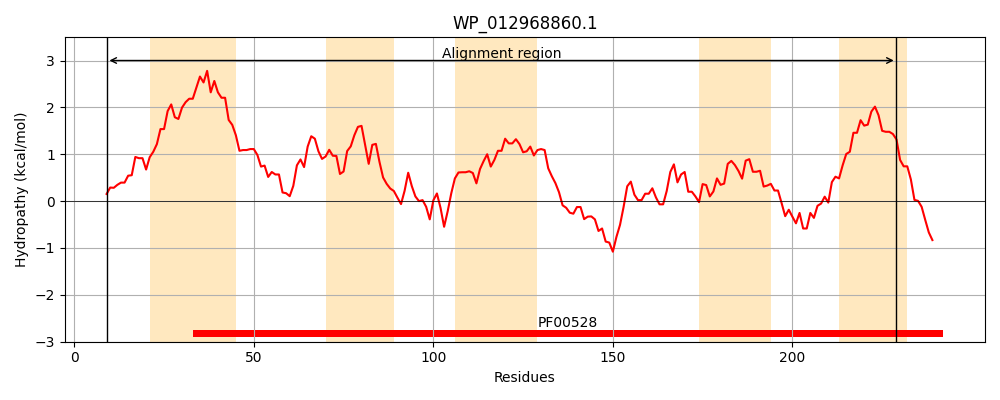 WP_012968860.1
Alignment region
3
2
1
0
−1
−2
−3
Hydropathy (kcal/mol)
PF00528
0 50 100 150 200
Residues